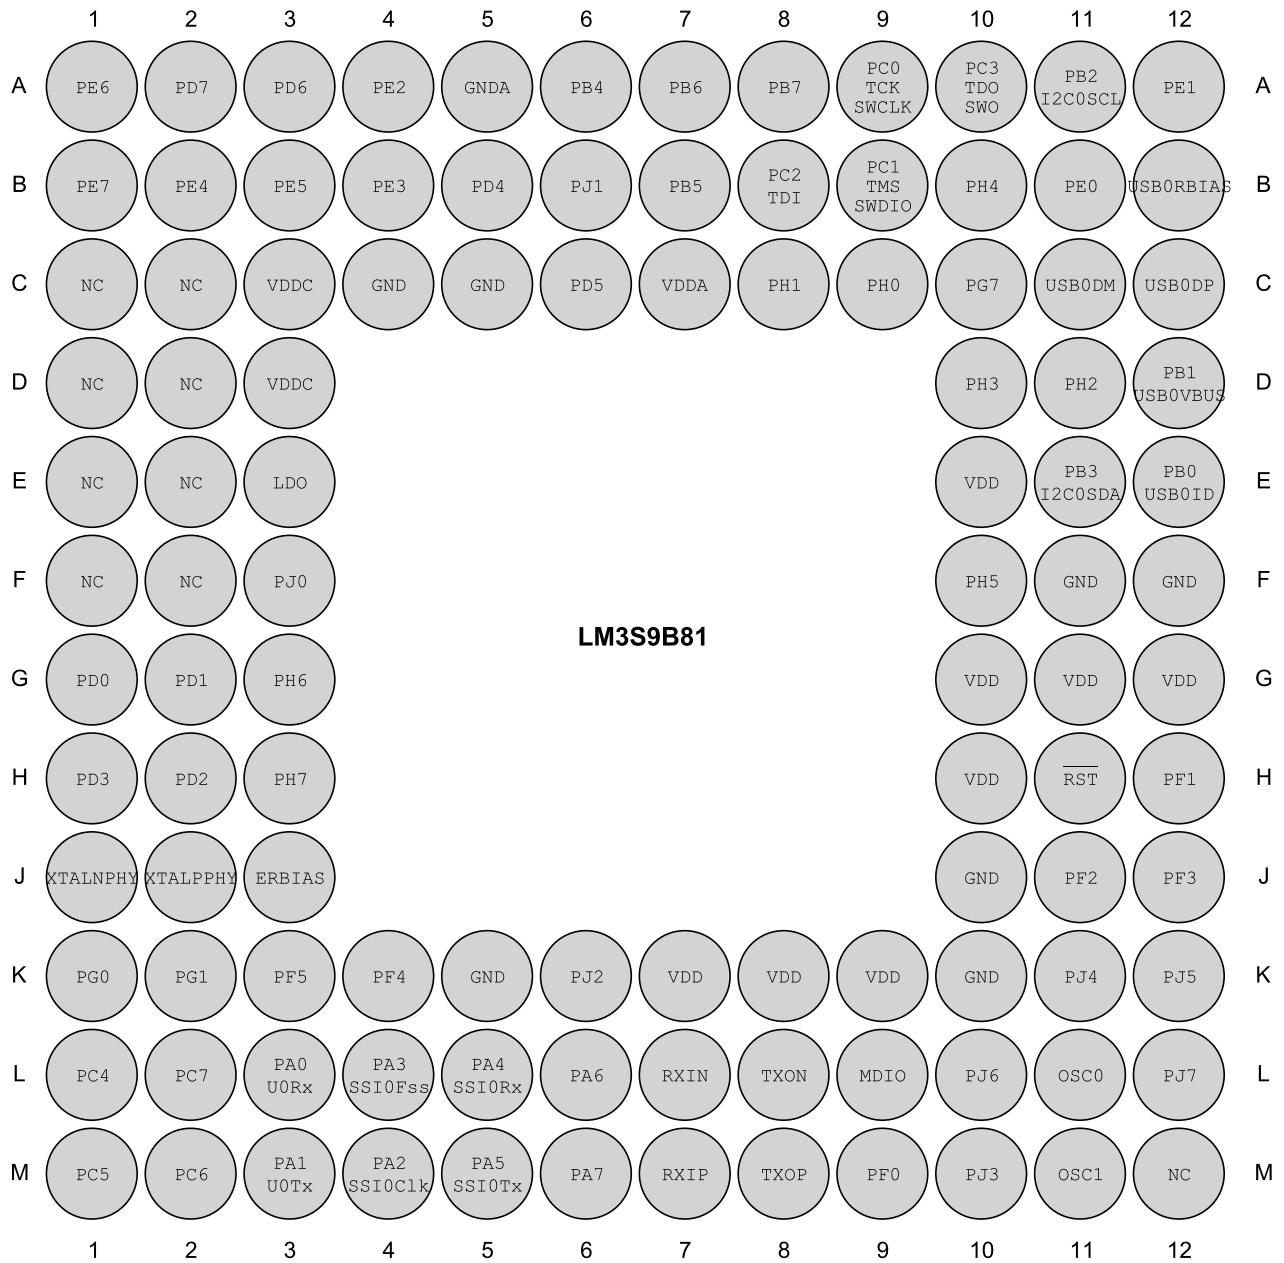 1 2 3 4 5 6 7 8 9 10 11 12
A PE6 PD7 PD6 PE2 GNDA PB4 PB6 PB7 PC0 TCK SWCLK PC3 TDO SWO PB2 I2C0SCL PE1 A
B PE7 PE4 PE5 PE3 PD4 PJ1 PB5 PC2 TDI PC1 TMS SWDIO PH4 PE0 USB0RBIAS B
C NC NC VDDC GND GND PD5 VDDA PH1 PH0 PG7 USB0DM USB0DP C
D NC NC VDDC PH3 PH2 PB1 USB0VBUS D
E NC NC LDO VDD PB3 I2C0SDA PB0 USB0ID E
F NC NC PJ0 PH5 GND GND F
LM3S9B81
G PD0 PD1 PH6 VDD VDD VDD G
H PD3 PD2 PH7 VDD RST PF1 H
J XTALNPHY XTALPPHY ERBIAS GND PF2 PF3 J
K PG0 PG1 PF5 PF4 GND PJ2 VDD VDD VDD GND PJ4 PJ5 K
L PC4 PC7 PA0 U0Rx PA3 SSI0Fss PA4 SSI0Rx PA6 RXIN TXON MDIO PJ6 OSC0 PJ7 L
M PC5 PC6 PA1 U0Tx PA2 SSI0Clk PA5 SSI0Tx PA7 RXIP TXOP PF0 PJ3 OSC1 NC M
1 2 3 4 5 6 7 8 9 10 11 12